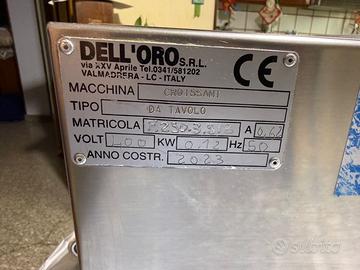 DELL'ORO S.R.L.
via XXV Aprile Tel.0341/581202
VALMADRERA - LC - ITALY
CE
MACCHINA CROISSANT
TIPO DA TAVOLO
MATRICOLA A 0,62
VOLT 400 KW 0,12 Hz 50
ANNO COSTR. 2023
subito